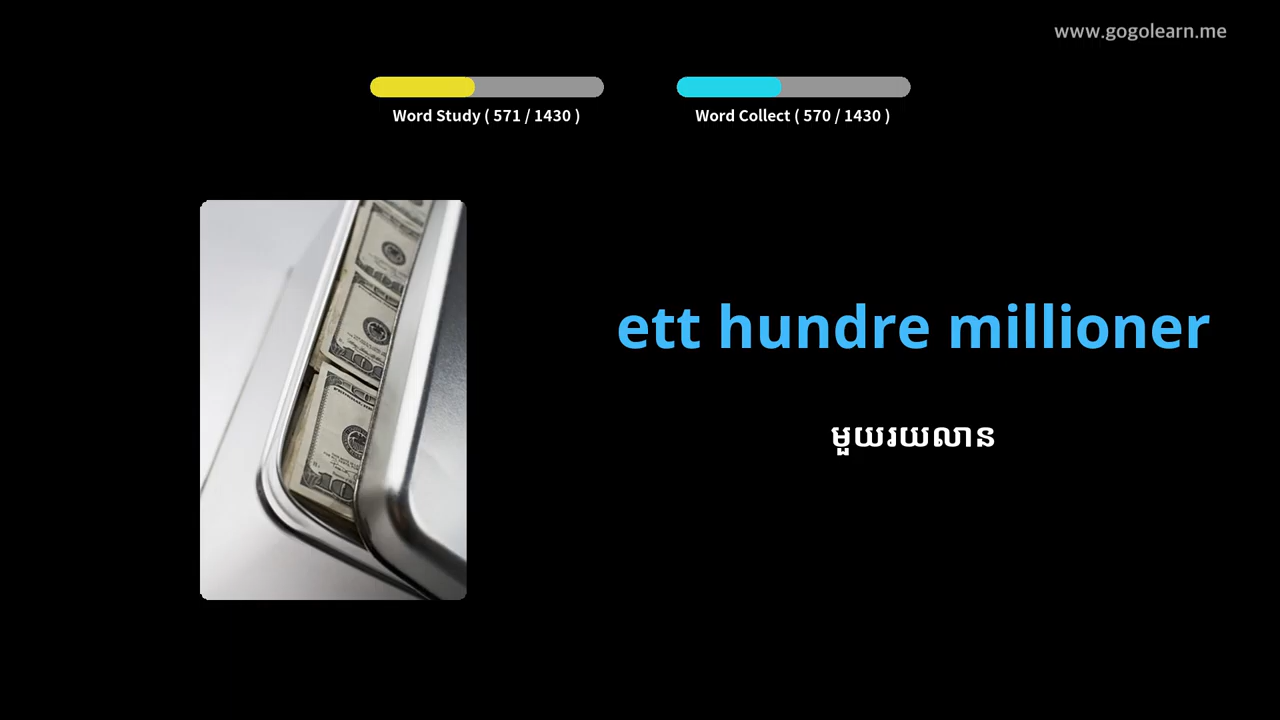 www.gogolearn.me
Word Study ( 571 / 1430 )
Word Collect ( 570 / 1430 )
ett hundre millioner
មួយរយលាន